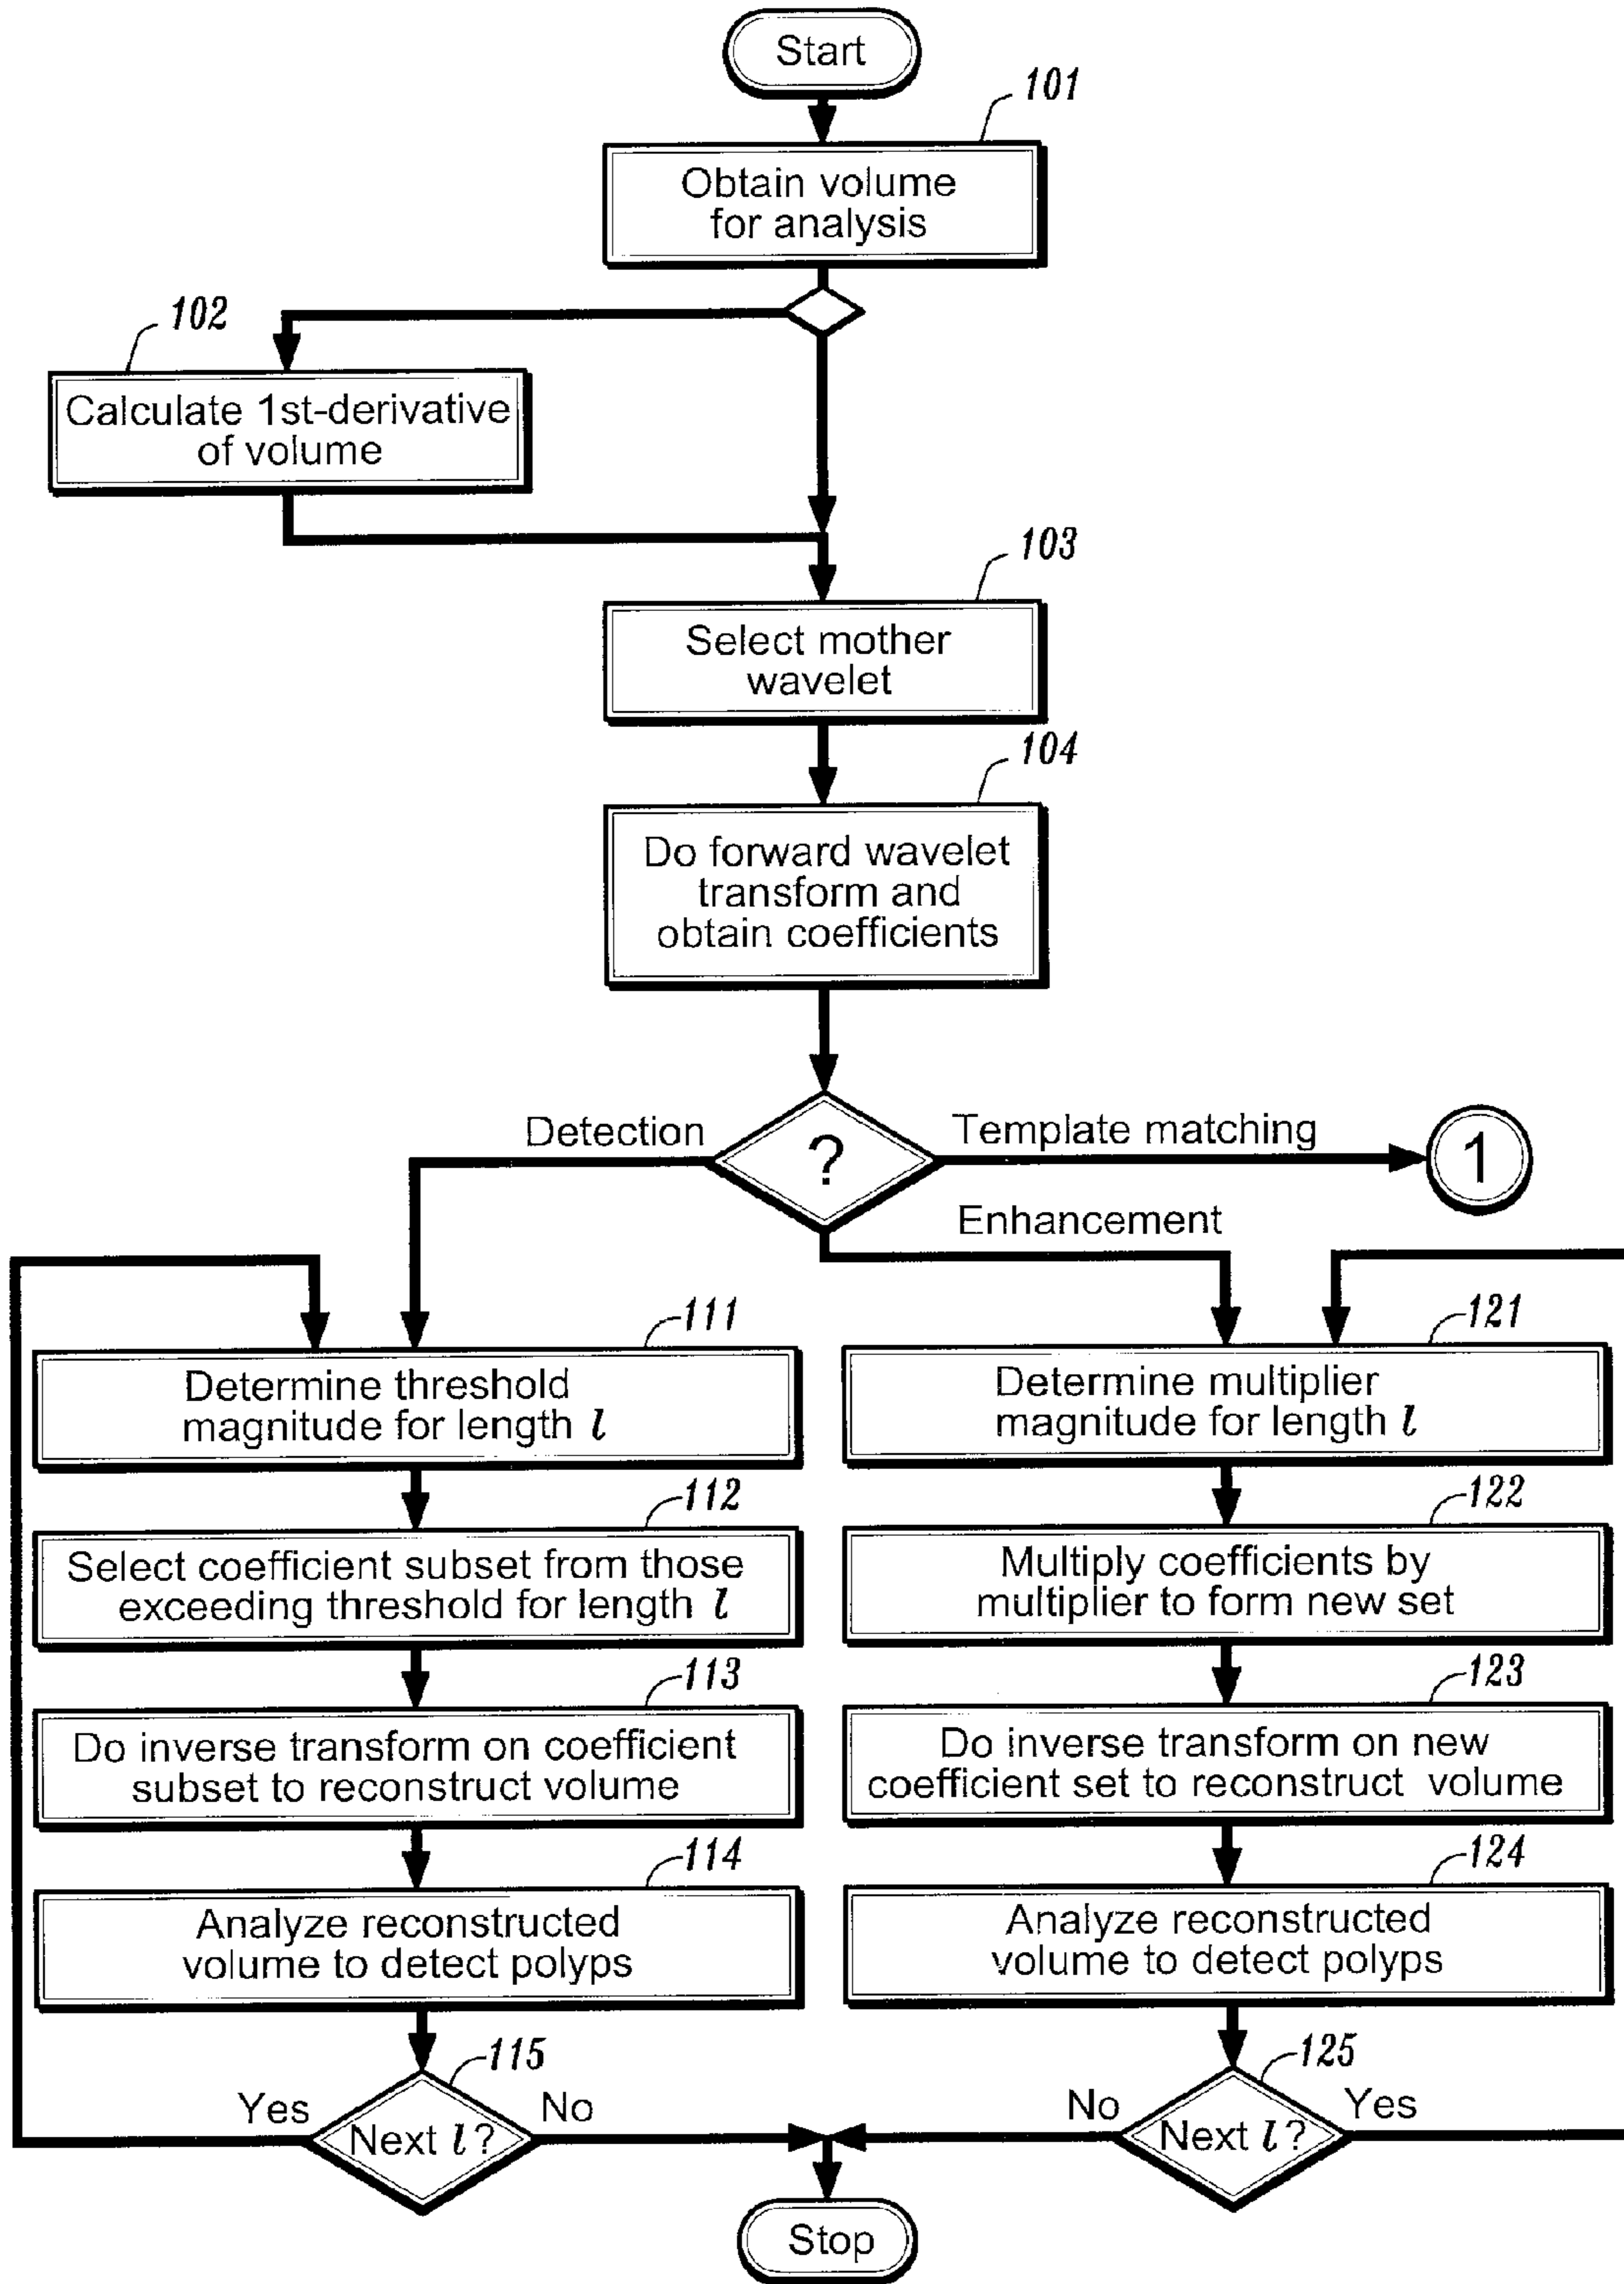 Start
101
Obtain volume
for analysis
102
Calculate 1st-derivative
of volume
103
Select mother
wavelet
104
Do forward wavelet
transform and
obtain coefficients
Detection
?
Template matching
1
Enhancement
111
Determine threshold
magnitude for length l
112
Select coefficient subset from those
exceeding threshold for length l
113
Do inverse transform on coefficient
subset to reconstruct volume
114
Analyze reconstructed
volume to detect polyps
115
Yes
Next l?
No
121
Determine multiplier
magnitude for length l
122
Multiply coefficients by
multiplier to form new set
123
Do inverse transform on new
coefficient set to reconstruct volume
124
Analyze reconstructed
volume to detect polyps
125
No
Next l?
Yes
Stop